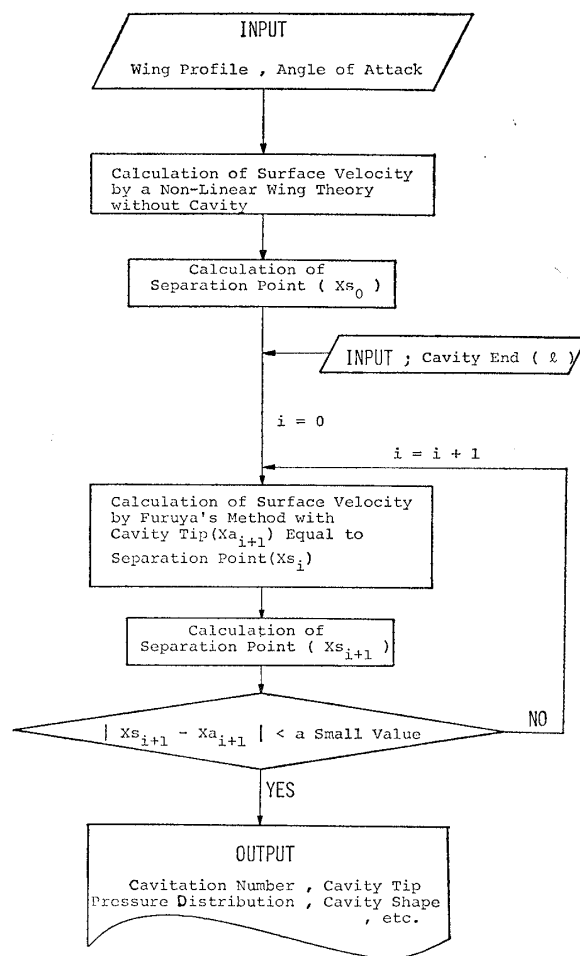 INPUT
Wing Profile , Angle of Attack
Calculation of Surface Velocity
by a Non-Linear Wing Theory
without Cavity
Calculation of
Separation Point ( Xs0 )
INPUT ; Cavity End ( ℓ )
i = 0
i = i + 1
Calculation of Surface Velocity
by Furuya's Method with
Cavity Tip(Xai+1) Equal to
Separation Point(Xsi)
Calculation of
Separation Point ( Xsi+1)
| Xsi+1 - Xai+1 | < a Small Value
NO
YES
OUTPUT
Cavitation Number , Cavity Tip
Pressure Distribution , Cavity Shape
, etc.